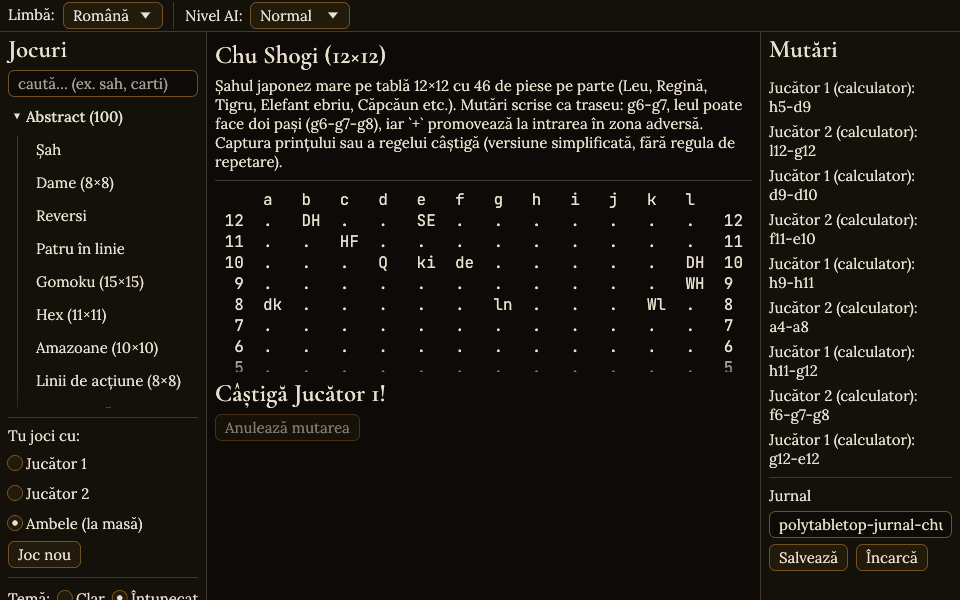 Limbă: Română Nivel AI: Normal
Jocuri
caută... (ex. sah, carti)
Abstract (100)
Șah
Dame (8×8)
Reversi
Patru în linie
Gomoku (15×15)
Hex (11×11)
Amazoane (10×10)
Linii de acțiune (8×8)
Tu joci cu:
Jucător 1
Jucător 2
Ambele (la masă)
Joc nou
Temă: Clar Întunecat
Chu Shogi (12×12)
Șahul japonez mare pe tablă 12×12 cu 46 de piese pe parte (Leu, Regină,
Tigru, Elefant ebriu, Căpcăun etc.). Mutări scrise ca traseu: g6-g7, leul poate
face doi pași (g6-g7-g8), iar `+` promovează la intrarea în zona adversă.
Captura prințului sau a regelui câștigă (versiune simplificată, fără regula de
repetare).
a b c d e f g h i j k l
12 . DH . . SE . . . . . . . 12
11 . . HF . . . . . . . . . 11
10 . . . Q ki de . . . . . DH 10
9 . . . . . . . . . . . WH 9
8 dk . . . . . ln . . . Wl . 8
7 . . . . . . . . . . . . 7
6 . . . . . . . . . . . . 6
5 . . . . . . . . . . . . 5
Câștigă Jucător 1!
Anulează mutarea
Mutări
Jucător 1 (calculator):
h5-d9
Jucător 2 (calculator):
l12-g12
Jucător 1 (calculator):
d9-d10
Jucător 2 (calculator):
f11-e10
Jucător 1 (calculator):
h9-h11
Jucător 2 (calculator):
a4-a8
Jucător 1 (calculator):
h11-g12
Jucător 2 (calculator):
f6-g7-g8
Jucător 1 (calculator):
g12-e12
Jurnal
polytabletop-jurnal-chu
Salvează Încarcă